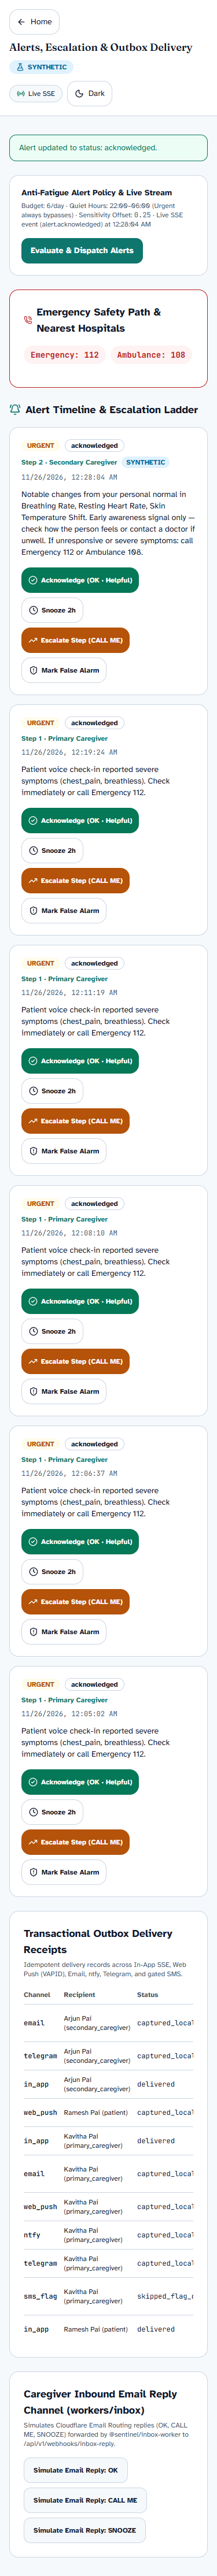 Home
Alerts, Escalation & Outbox Delivery
SYNTHETIC
Live SSE
Dark
Alert updated to status: acknowledged.
Anti-Fatigue Alert Policy & Live Stream
Budget: 6/day · Quiet Hours: 22:00–06:00 (Urgent
always bypasses) · Sensitivity Offset: 0.25 · Live SSE
event (alert.acknowledged) at 12:28:04 AM
Evaluate & Dispatch Alerts
Emergency Safety Path &
Nearest Hospitals
Emergency: 112
Ambulance: 108
Alert Timeline & Escalation Ladder
URGENT
acknowledged
Step 2 · Secondary Caregiver
SYNTHETIC
11/26/2026, 12:28:04 AM
Notable changes from your personal normal in
Breathing Rate, Resting Heart Rate, Skin
Temperature Shift. Early awareness signal only —
check how the person feels or contact a doctor if
unwell. If unresponsive or severe symptoms: call
Emergency 112 or Ambulance 108.
Acknowledge (OK · Helpful)
Snooze 2h
Escalate Step (CALL ME)
Mark False Alarm
URGENT
acknowledged
Step 1 · Primary Caregiver
11/26/2026, 12:19:24 AM
Patient voice check-in reported severe
symptoms (chest_pain, breathless). Check
immediately or call Emergency 112.
Acknowledge (OK · Helpful)
Snooze 2h
Escalate Step (CALL ME)
Mark False Alarm
URGENT
acknowledged
Step 1 · Primary Caregiver
11/26/2026, 12:11:19 AM
Patient voice check-in reported severe
symptoms (chest_pain, breathless). Check
immediately or call Emergency 112.
Acknowledge (OK · Helpful)
Snooze 2h
Escalate Step (CALL ME)
Mark False Alarm
URGENT
acknowledged
Step 1 · Primary Caregiver
11/26/2026, 12:08:10 AM
Patient voice check-in reported severe
symptoms (chest_pain, breathless). Check
immediately or call Emergency 112.
Acknowledge (OK · Helpful)
Snooze 2h
Escalate Step (CALL ME)
Mark False Alarm
URGENT
acknowledged
Step 1 · Primary Caregiver
11/26/2026, 12:06:37 AM
Patient voice check-in reported severe
symptoms (chest_pain, breathless). Check
immediately or call Emergency 112.
Acknowledge (OK · Helpful)
Snooze 2h
Escalate Step (CALL ME)
Mark False Alarm
URGENT
acknowledged
Step 1 · Primary Caregiver
11/26/2026, 12:05:02 AM
Patient voice check-in reported severe
symptoms (chest_pain, breathless). Check
immediately or call Emergency 112.
Acknowledge (OK · Helpful)
Snooze 2h
Escalate Step (CALL ME)
Mark False Alarm
Transactional Outbox Delivery
Receipts
Idempotent delivery records across In-App SSE, Web
Push (VAPID), Email, ntfy, Telegram, and gated SMS.
Channel Recipient Status
email Arjun Pai (secondary_caregiver) captured_local
telegram Arjun Pai (secondary_caregiver) captured_local
in_app Arjun Pai (secondary_caregiver) delivered
web_push Ramesh Pai (patient) captured_local
in_app Kavitha Pai (primary_caregiver) delivered
email Kavitha Pai (primary_caregiver) captured_local
web_push Kavitha Pai (primary_caregiver) captured_local
ntfy Kavitha Pai (primary_caregiver) captured_local
telegram Kavitha Pai (primary_caregiver) captured_local
sms_flag Kavitha Pai (primary_caregiver) skipped_flag_
in_app Ramesh Pai (patient) delivered
Caregiver Inbound Email Reply
Channel (workers/inbox)
Simulates Cloudflare Email Routing replies (OK, CALL
ME, SNOOZE) forwarded by @sentinel/inbox-worker to
/api/v1/webhooks/inbox-reply.
Simulate Email Reply: OK
Simulate Email Reply: CALL ME
Simulate Email Reply: SNOOZE